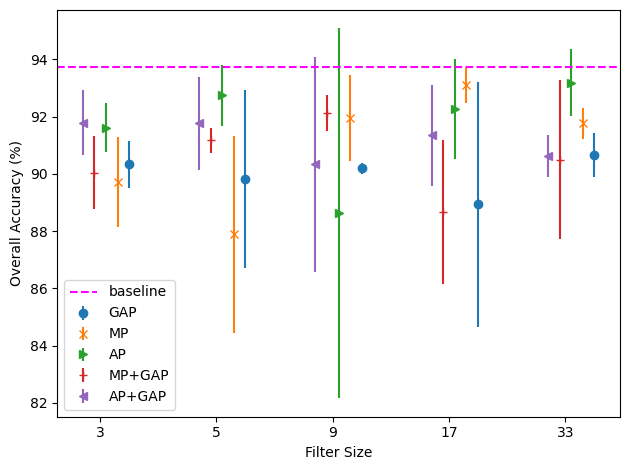 Overall Accuracy (%)
94
92
90
88
86
84
82
baseline
GAP
MP
AP
MP+GAP
AP+GAP
3 5 9 17 33
Filter Size